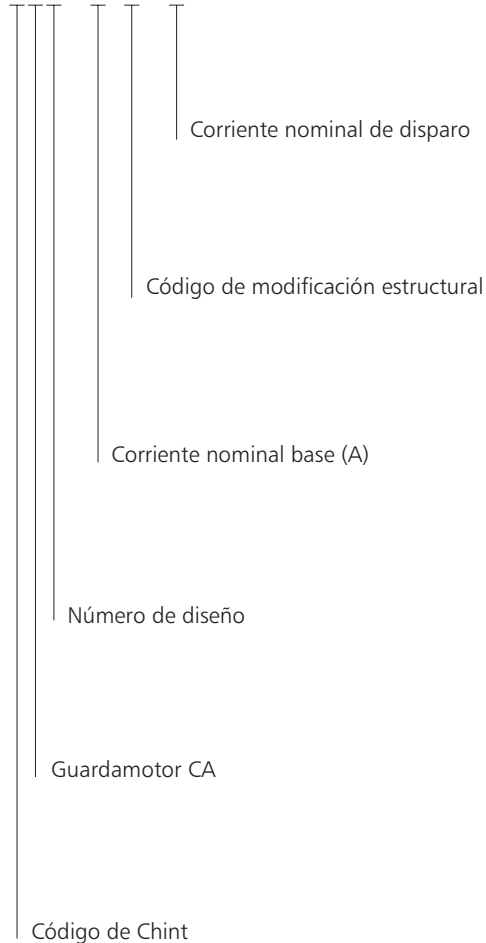 Corriente nominal de disparo
Código de modificación estructural
Corriente nominal base (A)
Número de diseño
Guardamotor CA
Código de Chint